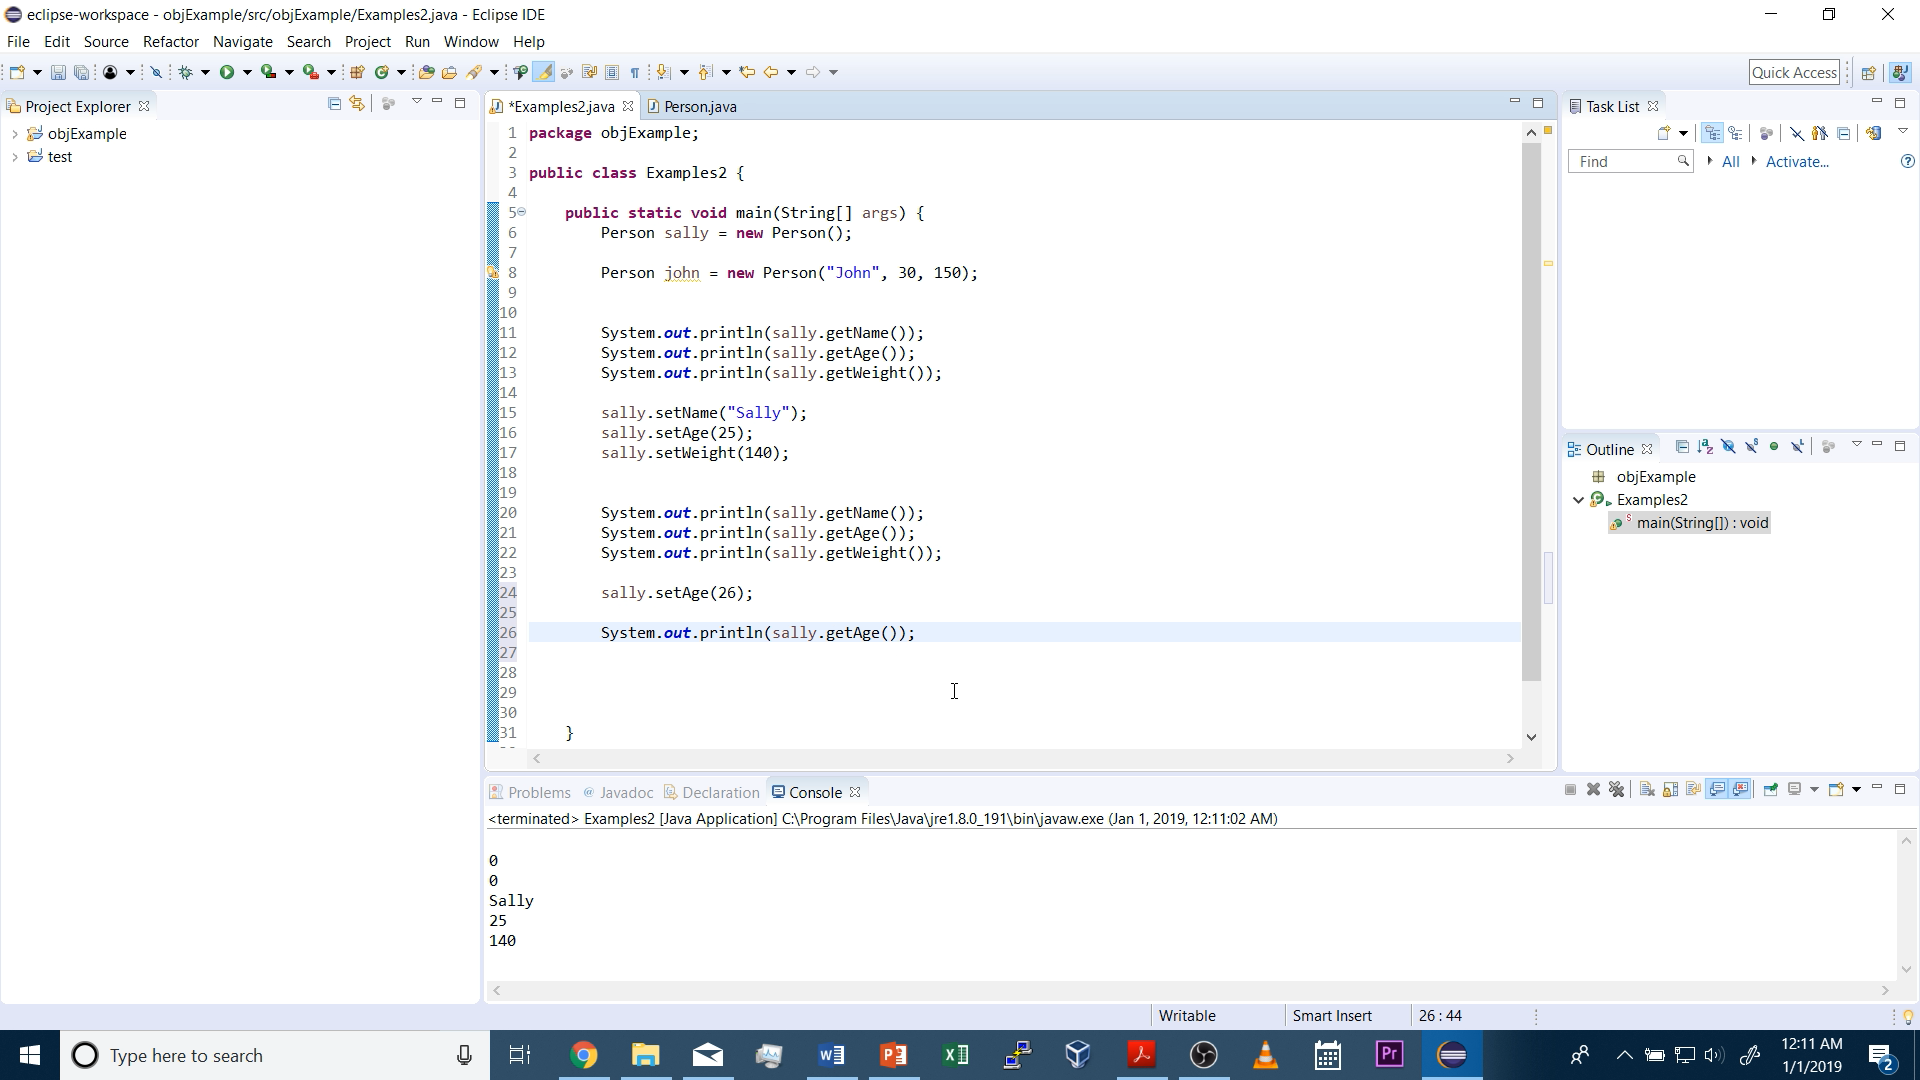 eclipse-workspace - objExample/src/objExample/Examples2.java - Eclipse IDE
File Edit Source Refactor Navigate Search Project Run Window Help
Quick Access
Project Explorer
objExample
test
*Examples2.java Person.java
1 package objExample;
2
3 public class Examples2 {
4
5 public static void main(String[] args) {
6 Person sally = new Person();
7
8 Person john = new Person("John", 30, 150);
9
10
11 System.out.println(sally.getName());
12 System.out.println(sally.getAge());
13 System.out.println(sally.getWeight());
14
15 sally.setName("Sally");
16 sally.setAge(25);
17 sally.setWeight(140);
18
19
20 System.out.println(sally.getName());
21 System.out.println(sally.getAge());
22 System.out.println(sally.getWeight());
23
24 sally.setAge(26);
25
26 System.out.println(sally.getAge());
27
28
29
30
31 }
Task List
Find All Activate...
Outline
objExample
Examples2
main(String[]) : void
Problems @ Javadoc Declaration Console
<terminated> Examples2 [Java Application] C:\Program Files\Java\jre1.8.0_191\bin\javaw.exe (Jan 1, 2019, 12:11:02 AM)
0
0
Sally
25
140
Writable Smart Insert 26 : 44
Type here to search
12:11 AM
1/1/2019
2